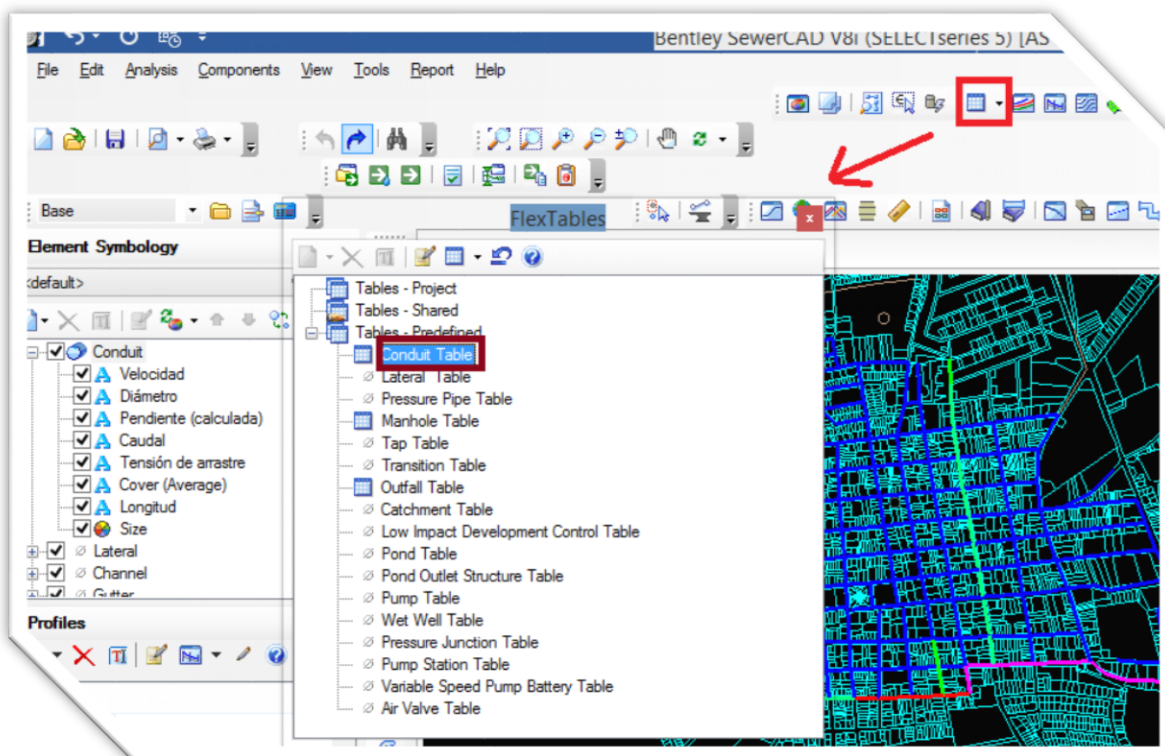 Bentley SewerCAD V8i (SELECTseries 5) [AS
File Edit Analysis Components View Tools Report Help
Base
FlexTables
Element Symbology
<default>
Tables - Project
Tables - Shared
Tables - Predefined
Conduit
Conduit Table
Velocidad
Lateral Table
Diámetro
Pressure Pipe Table
Pendiente (calculada)
Manhole Table
Caudal
Tap Table
Tensión de arrastre
Transition Table
Cover (Average)
Outfall Table
Longitud
Catchment Table
Size
Low Impact Development Control Table
Lateral
Pond Table
Channel
Pond Outlet Structure Table
Gutter
Pump Table
Profiles
Wet Well Table
Pressure Junction Table
Pump Station Table
Variable Speed Pump Battery Table
Air Valve Table